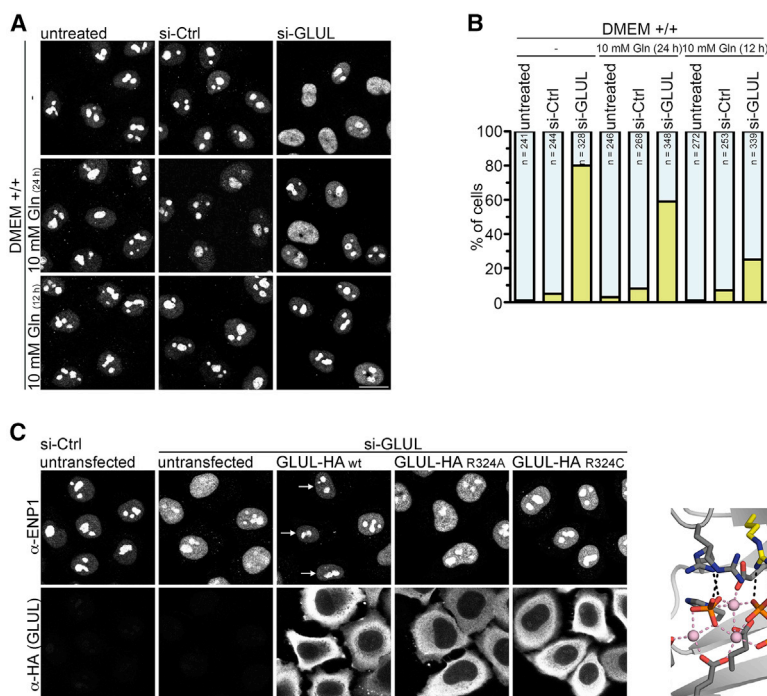 A
untreated si-Ctrl si-GLUL
DMEM +/+
-
10 mM Gln (24 h)
10 mM Gln (12 h)
B
DMEM +/+
- 10 mM Gln (24 h) 10 mM Gln (12 h)
untreated si-Ctrl si-GLUL untreated si-Ctrl si-GLUL untreated si-Ctrl si-GLUL
n = 241 n = 244 n = 328 n = 246 n = 268 n = 348 n = 272 n = 253 n = 339
% of cells
100
80
60
40
20
0
C
si-Ctrl si-GLUL
untransfected untransfected GLUL-HA wt GLUL-HA R324A GLUL-HA R324C
α-ENP1
α-HA (GLUL)